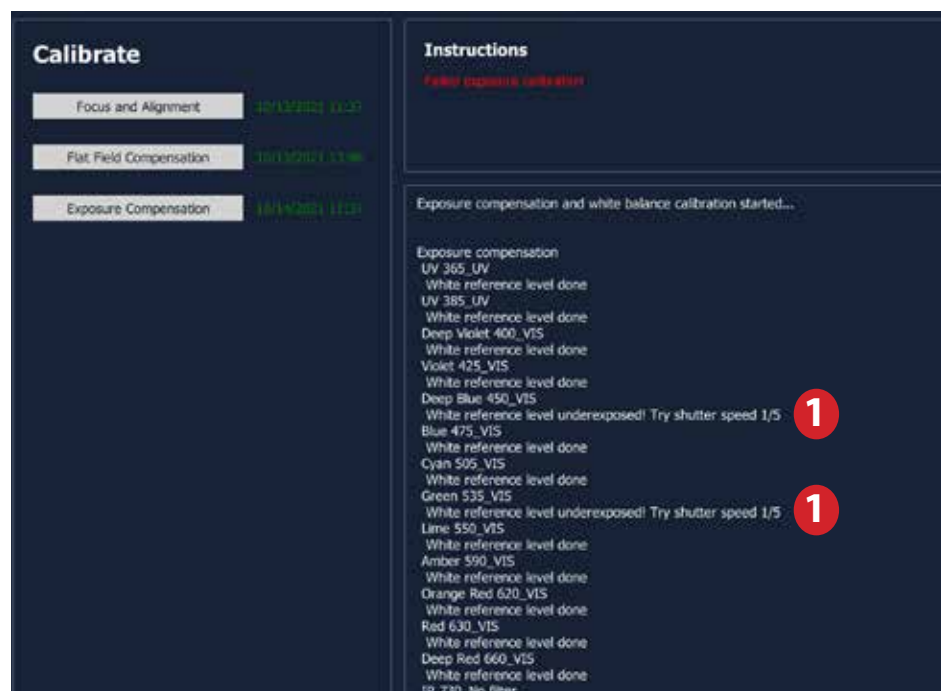 Calibrate
Focus and Alignment
Flat Field Compensation
Exposure Compensation
Instructions
Failed exposure calibration
Exposure compensation and white balance calibration started...
Exposure compensation
UV 365_UV
White reference level done
UV 385_UV
White reference level done
Deep Violet 400_VIS
White reference level done
Violet 425_VIS
White reference level done
Deep Blue 450_VIS
White reference level underexposed! Try shutter speed 1/5
1
Blue 475_VIS
White reference level done
Cyan 505_VIS
White reference level done
Green 535_VIS
White reference level underexposed! Try shutter speed 1/5
1
Lime 550_VIS
White reference level done
Amber 590_VIS
White reference level done
Orange Red 620_VIS
White reference level done
Red 630_VIS
White reference level done
Deep Red 660_VIS
White reference level done